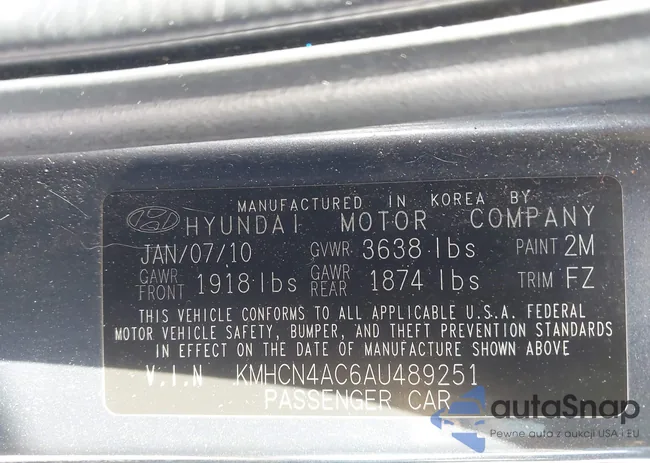 MANUFACTURED IN KOREA BY
HYUNDAI MOTOR COMPANY
JAN/07/10 GVWR 3638 lbs PAINT 2M
GAWR FRONT 1918 lbs GAWR REAR 1874 lbs TRIM FZ
THIS VEHICLE CONFORMS TO ALL APPLICABLE U.S.A. FEDERAL
MOTOR VEHICLE SAFETY, BUMPER, AND THEFT PREVENTION STANDARDS
IN EFFECT ON THE DATE OF MANUFACTURE SHOWN ABOVE
V.I.N KMHCN4AC6AU489251
PASSENGER CAR
autoSnap
Pewne auta z aukcji USA i EU